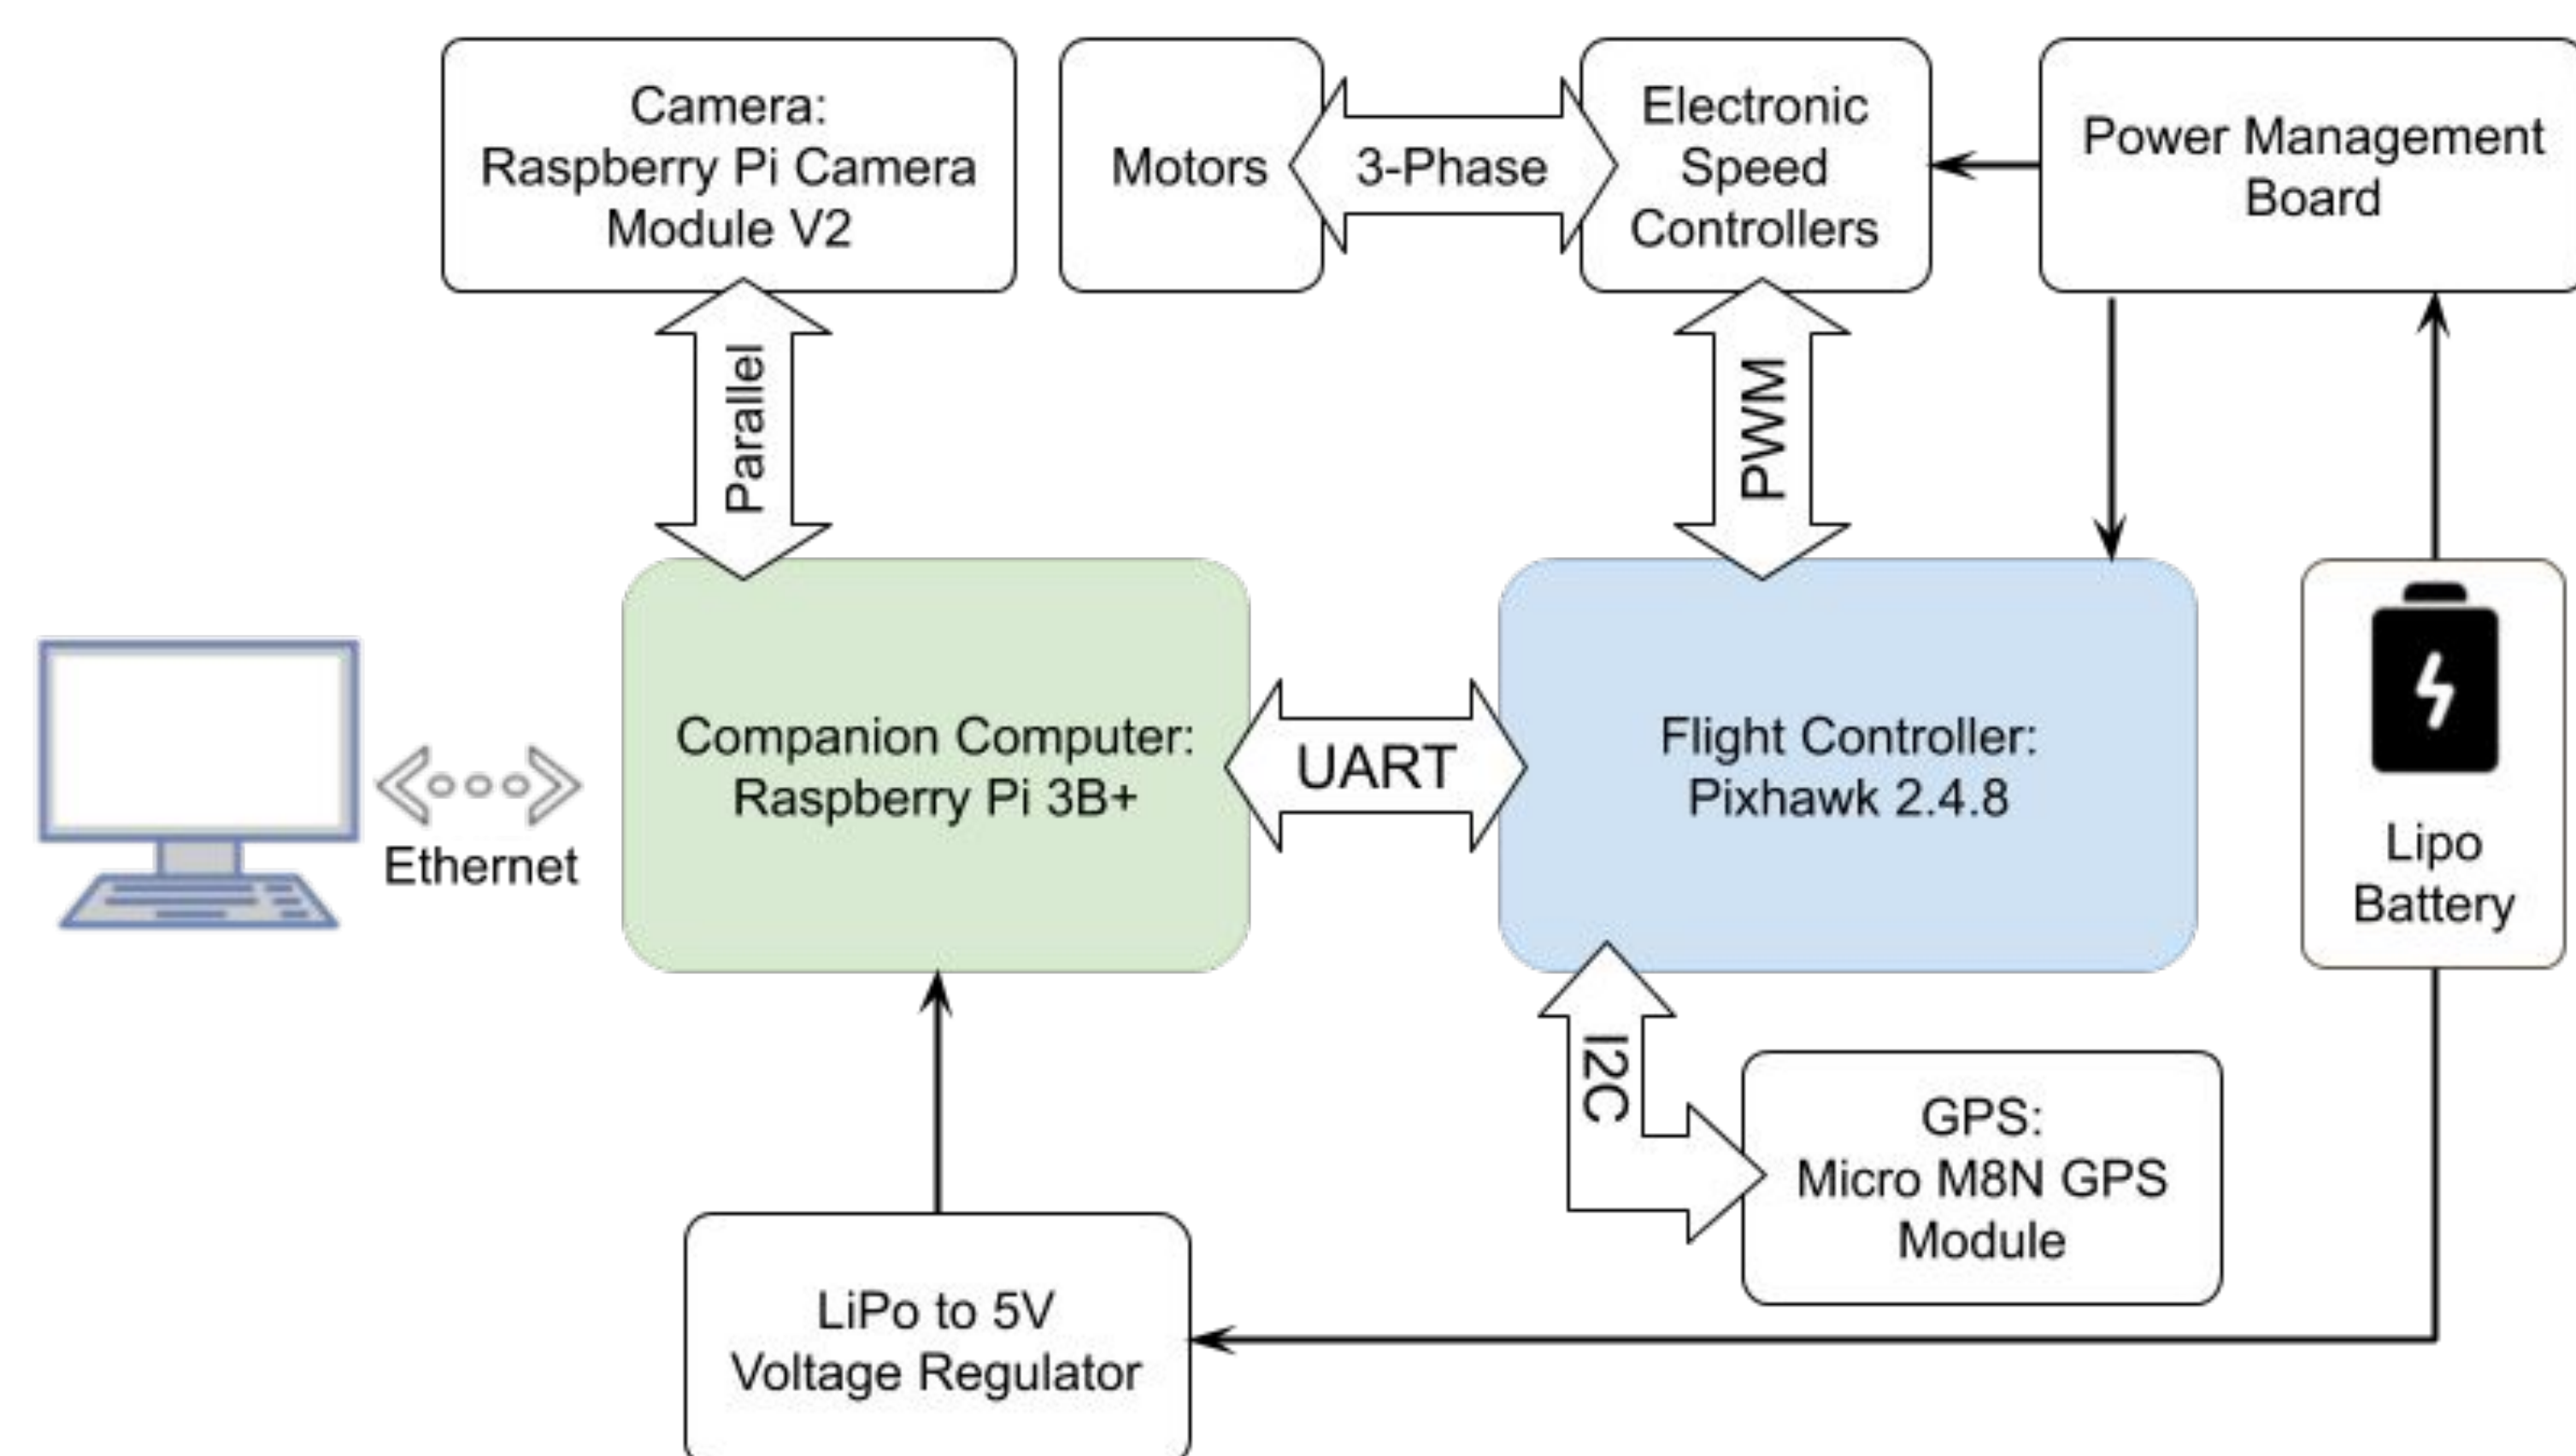 Camera:
Raspberry Pi Camera
Module V2
Motors
3-Phase
Electronic
Speed
Controllers
Power Management
Board
Parallel
PWM
Ethernet
Companion Computer:
Raspberry Pi 3B+
UART
Flight Controller:
Pixhawk 2.4.8
Lipo
Battery
I2C
GPS:
Micro M8N GPS
Module
LiPo to 5V
Voltage Regulator